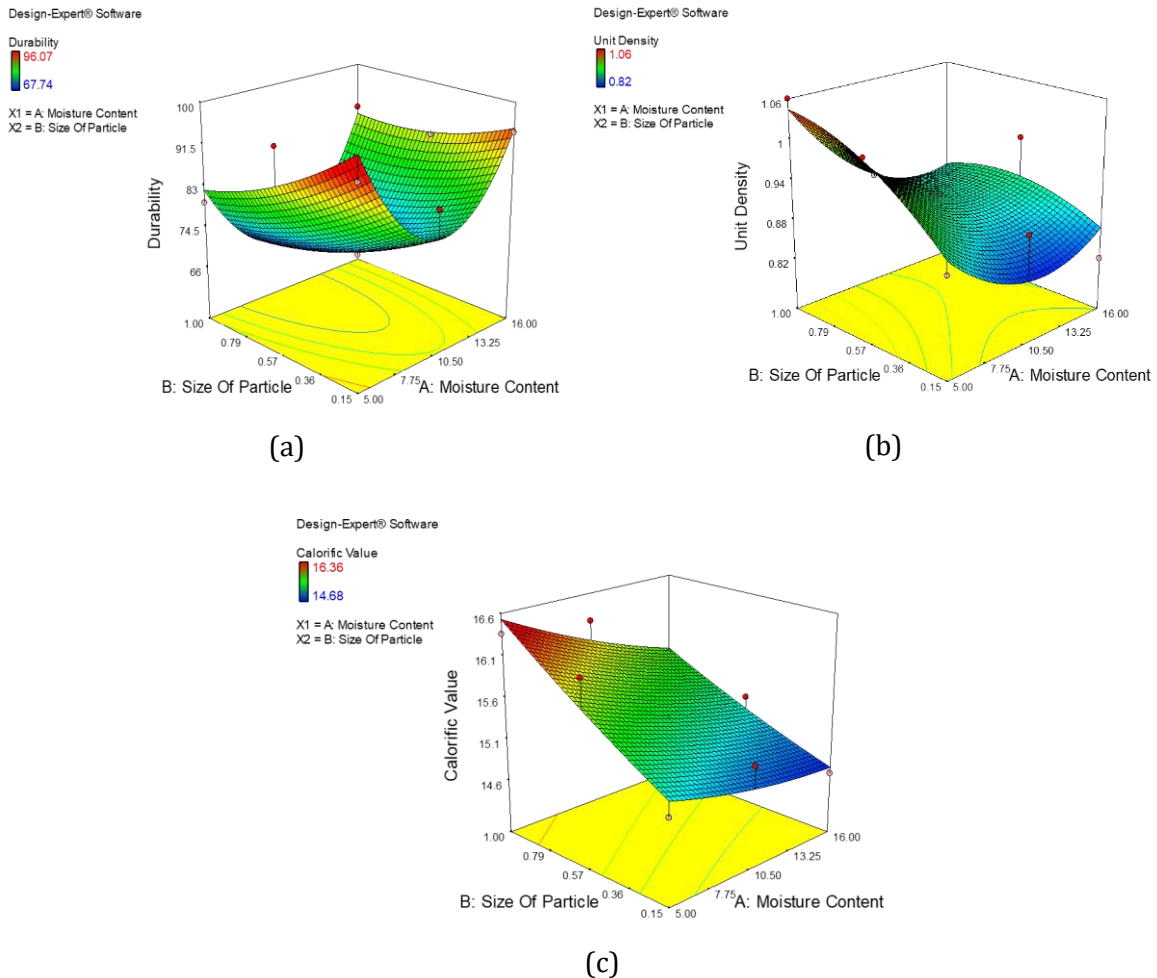 Design-Expert® Software
Durability
96.07
67.74
X1 = A: Moisture Content
X2 = B: Size Of Particle
100
91.5
83
74.5
66
Durability
1.00
0.79
0.57
0.36
0.15
5.00
7.75
10.50
13.25
16.00
B: Size Of Particle
A: Moisture Content
(a)
Design-Expert® Software
Unit Density
1.06
0.82
X1 = A: Moisture Content
X2 = B: Size Of Particle
1.06
1
0.94
0.88
0.82
Unit Density
1.00
0.79
0.57
0.36
0.15
5.00
7.75
10.50
13.25
16.00
B: Size Of Particle
A: Moisture Content
(b)
Design-Expert® Software
Calorific Value
16.36
14.68
X1 = A: Moisture Content
X2 = B: Size Of Particle
16.6
16.1
15.6
15.1
14.6
Calorific Value
1.00
0.79
0.57
0.36
0.15
5.00
7.75
10.50
13.25
16.00
B: Size Of Particle
A: Moisture Content
(c)